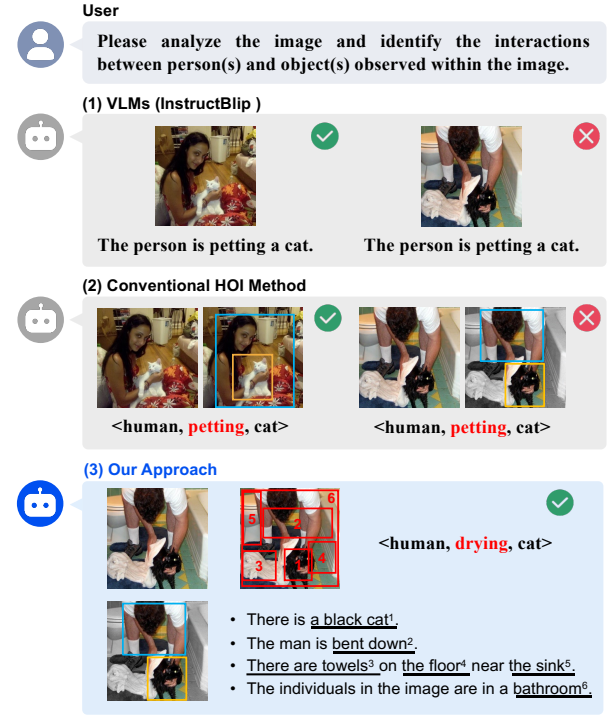 User
Please analyze the image and identify the interactions
between person(s) and object(s) observed within the image.
(1) VLMs (InstructBlip )
The person is petting a cat.
The person is petting a cat.
(2) Conventional HOI Method
<human, petting, cat>
<human, petting, cat>
(3) Our Approach
6
5
2
3
1
4
<human, drying, cat>
• There is a black cat¹.
• The man is bent down².
• There are towels³ on the floor⁴ near the sink⁵.
• The individuals in the image are in a bathroom⁶.